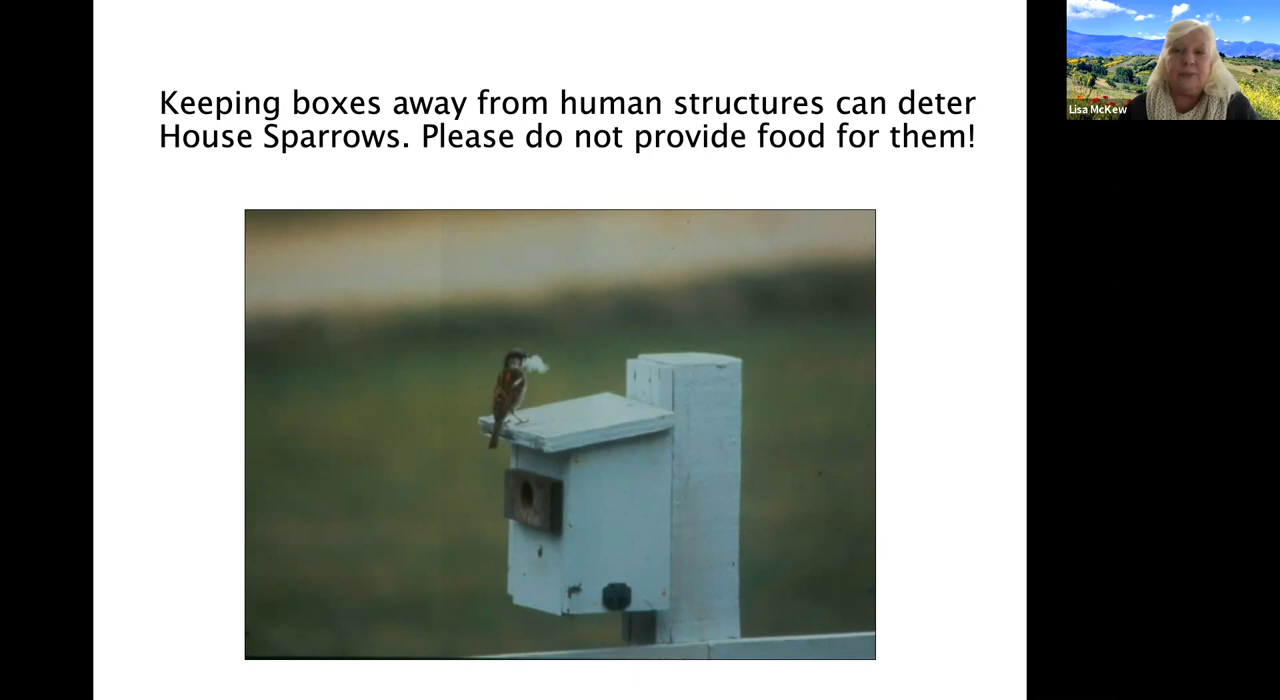 Keeping boxes away from human structures can deter
House Sparrows. Please do not provide food for them!
Lisa McKew